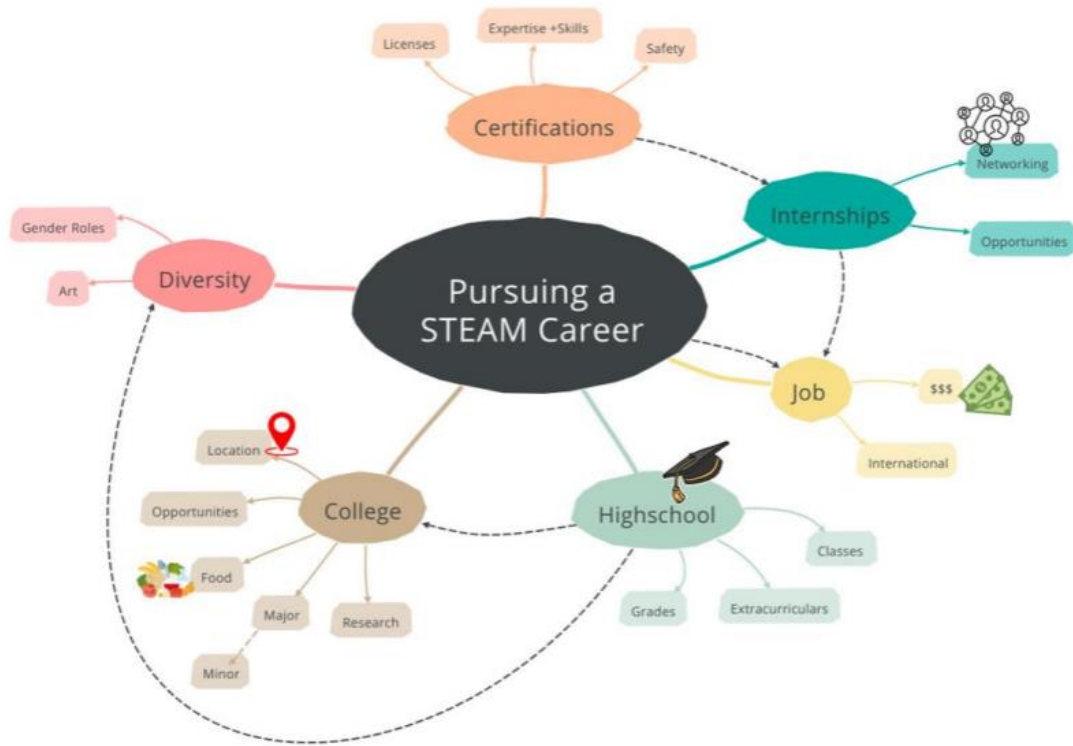 Expertise +Skills
Licenses
Safety
Certifications
Networking
Internships
Opportunities
Gender Roles
Diversity
Art
Pursuing a
STEAM Career
Job
$$$
International
Location
Opportunities
College
Food
Major
Research
Minor
Highschool
Classes
Grades
Extracurriculars